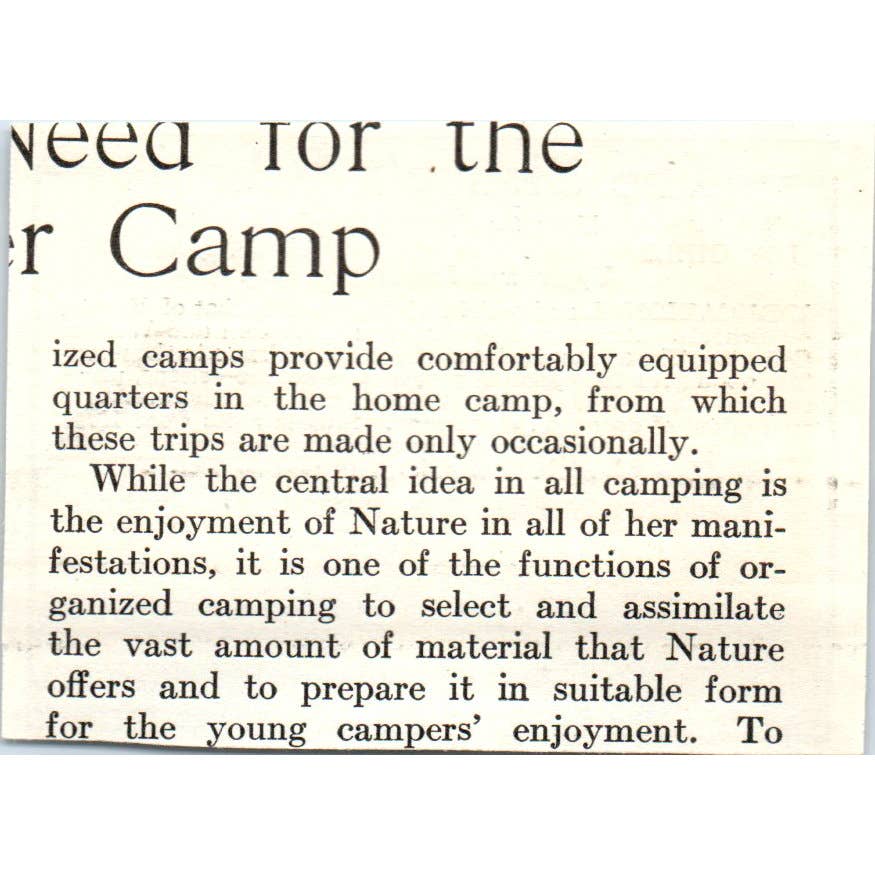 Need for the
er Camp
ized camps provide comfortably equipped
quarters in the home camp, from which
these trips are made only occasionally.
While the central idea in all camping is
the enjoyment of Nature in all of her mani-
festations, it is one of the functions of or-
ganized camping to select and assimilate
the vast amount of material that Nature
offers and to prepare it in suitable form
for the young campers’ enjoyment. To